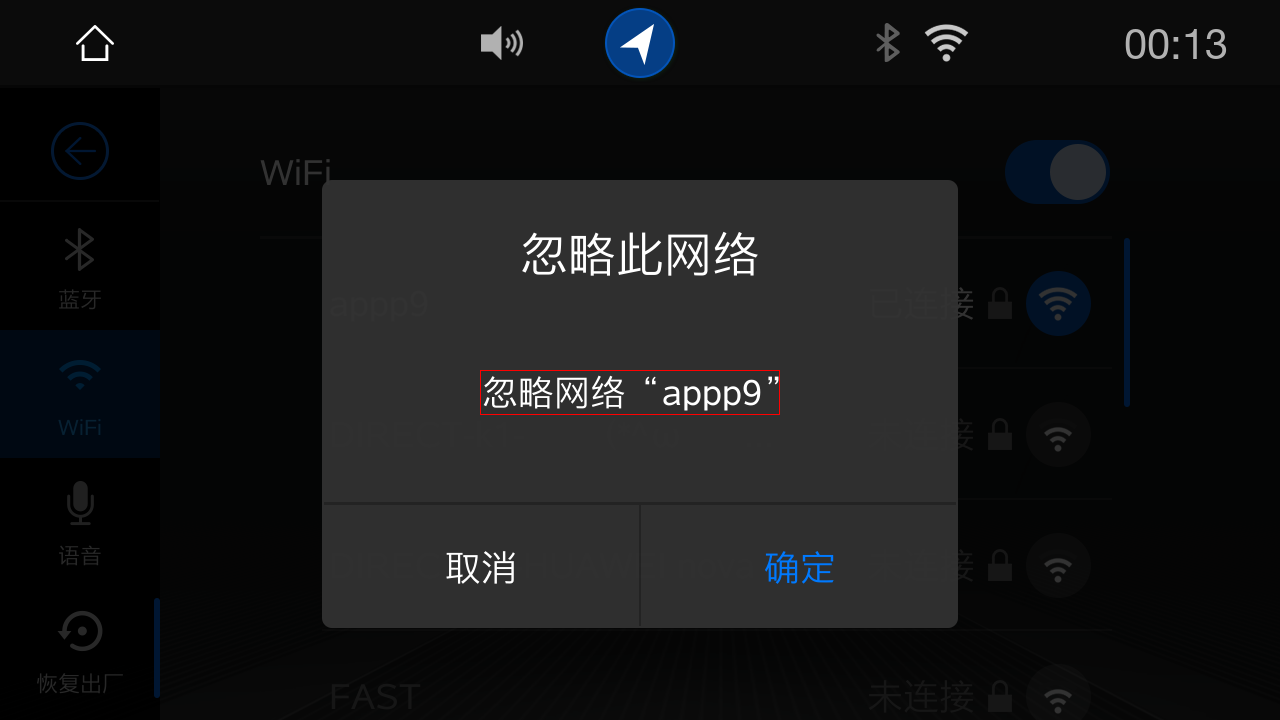 00:13
WiFi
忽略此网络
appp9
已连接
蓝牙
忽略网络“appp9”
WiFi
接
语音
取消
确定
接
恢复出厂
FAST
未连接